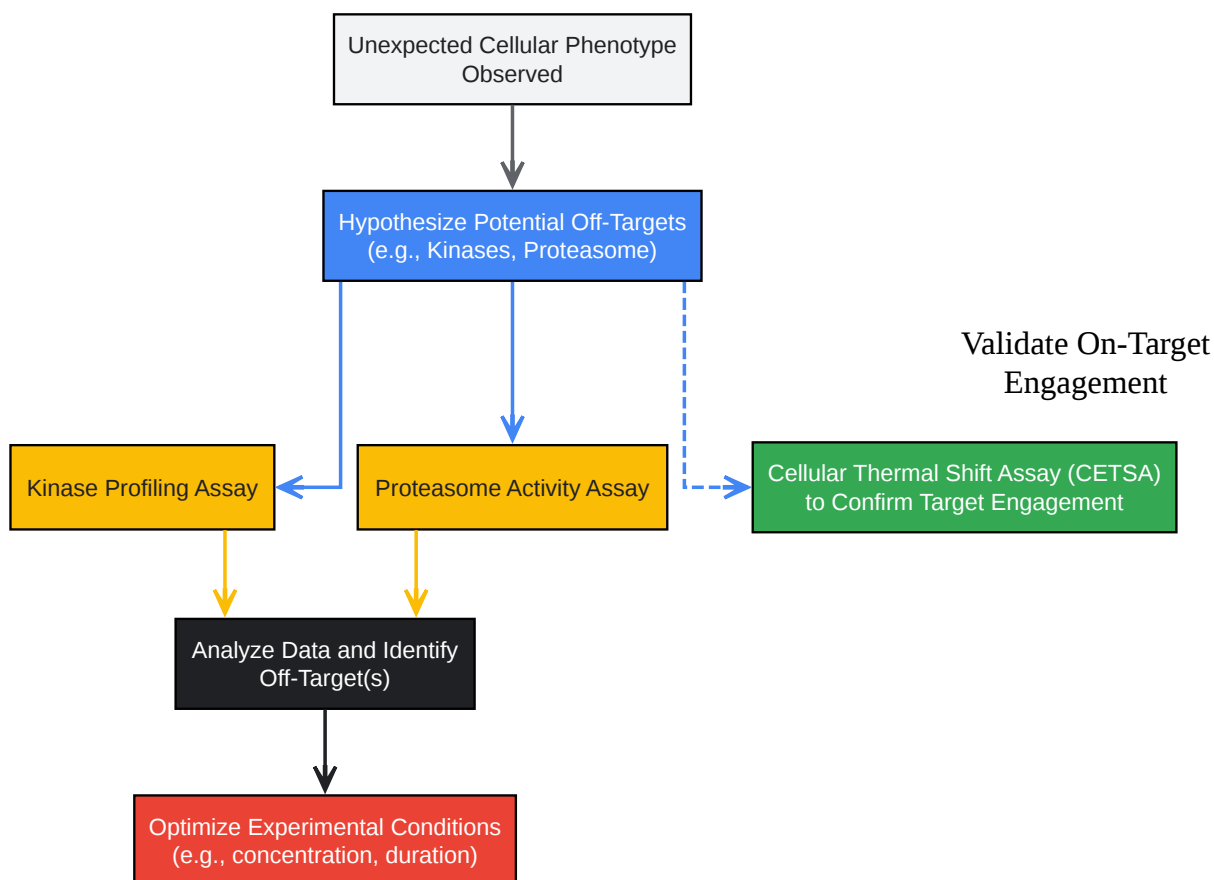 Unexpected Cellular Phenotype
Observed
Hypothesize Potential Off-Targets
(e.g., Kinases, Proteasome)
Validate On-Target
Engagement
Kinase Profiling Assay
Proteasome Activity Assay
Cellular Thermal Shift Assay (CETSA)
to Confirm Target Engagement
Analyze Data and Identify
Off-Target(s)
Optimize Experimental Conditions
(e.g., concentration, duration)